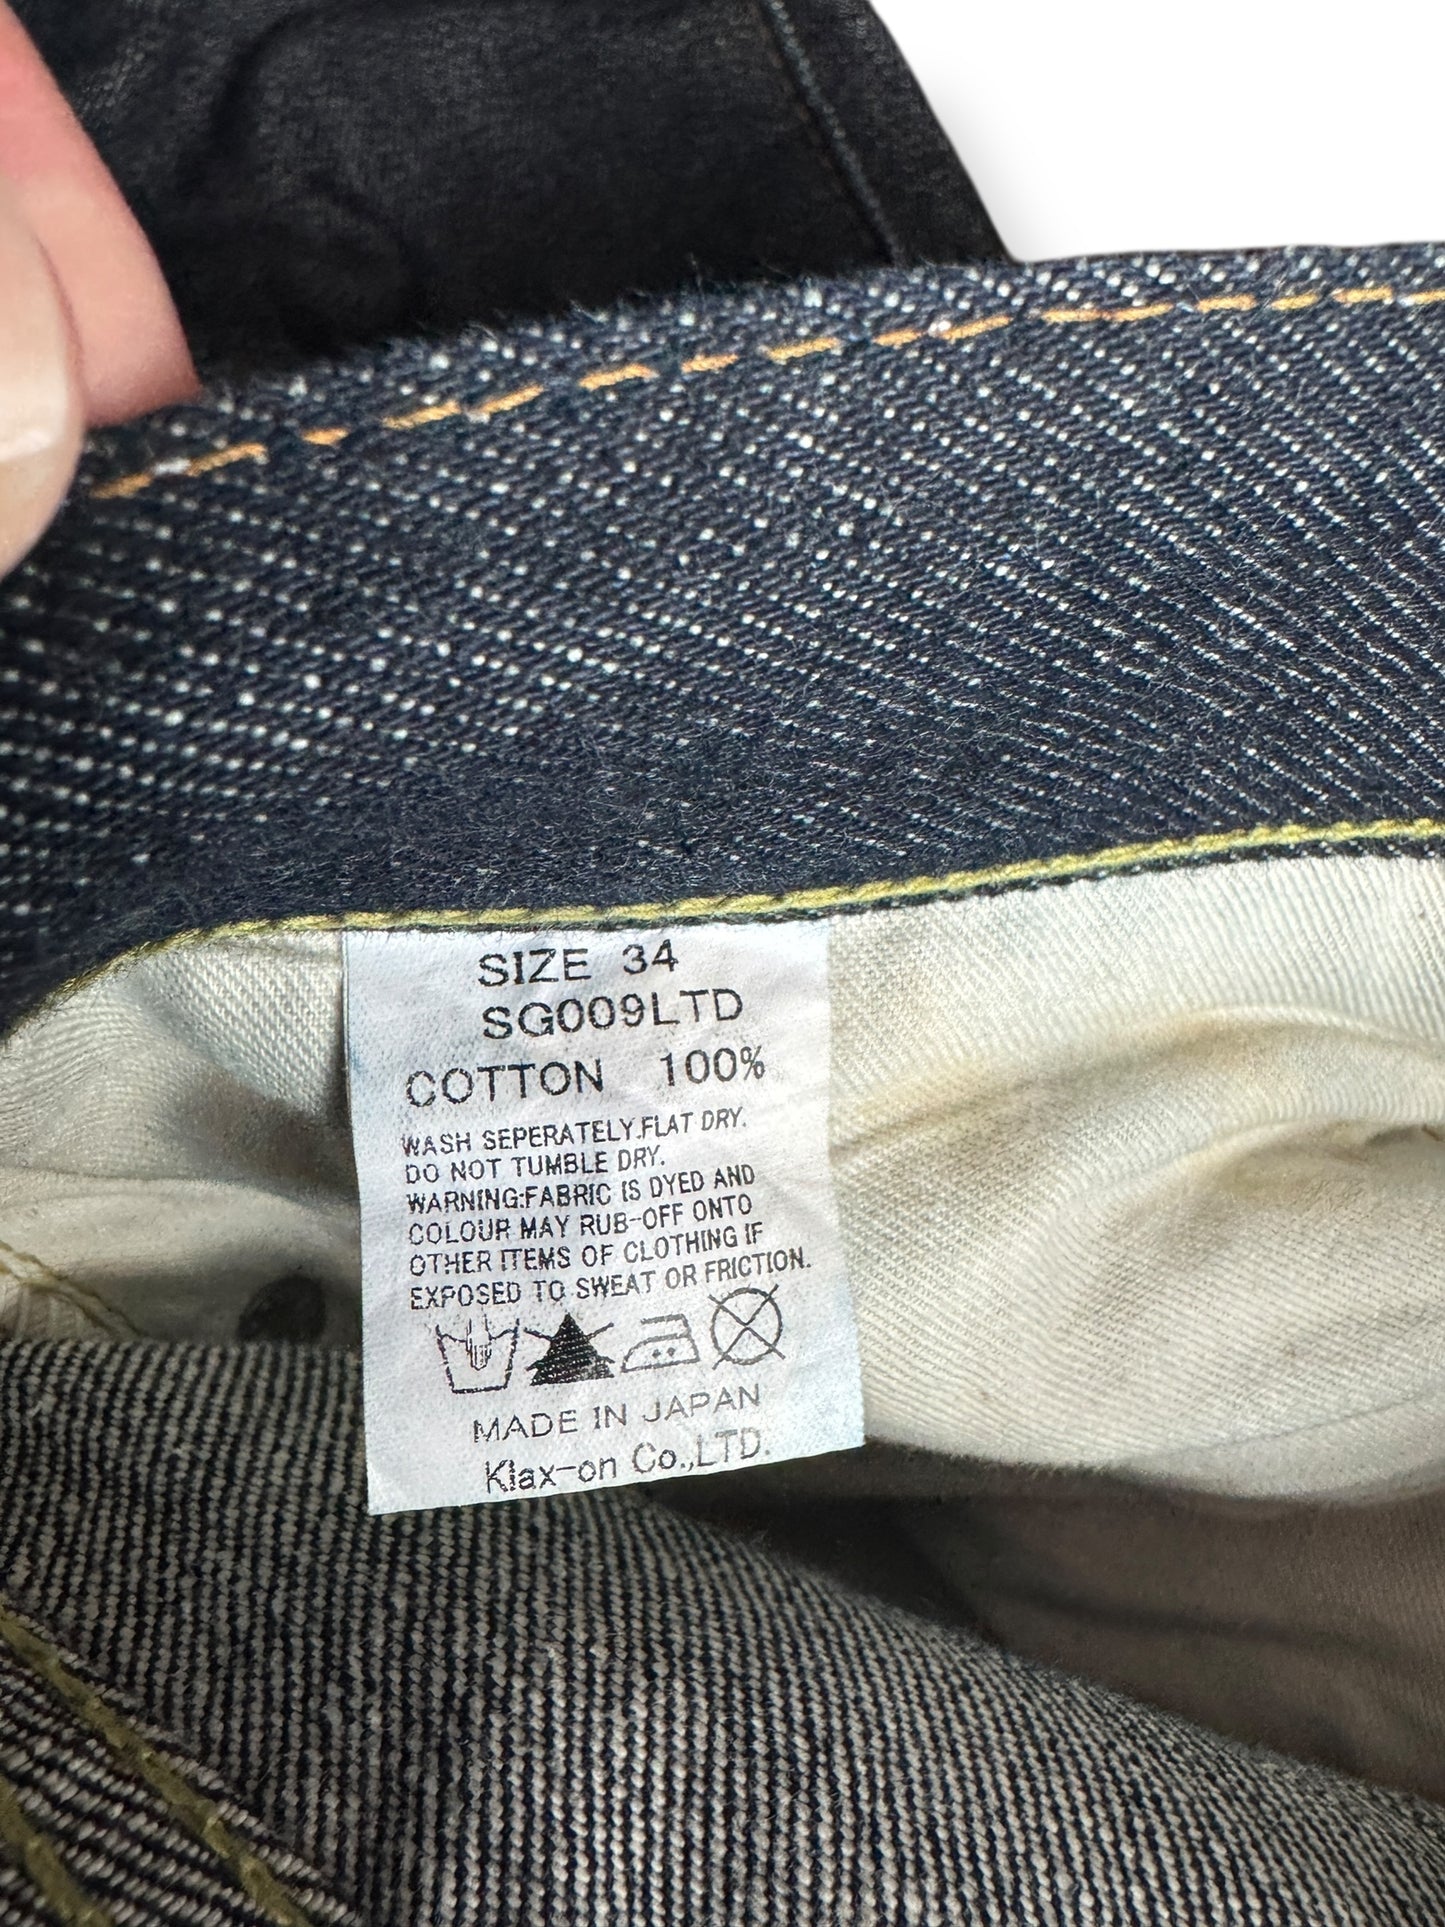 SIZE 34
SG009LTD
COTTON 100%
WASH SEPERATELY.FLAT DRY.
DO NOT TUMBLE DRY.
WARNING:FABRIC IS DYED AND
COLOUR MAY RUB-OFF ONTO
OTHER ITEMS OF CLOTHING IF
EXPOSED TO SWEAT OR FRICTION.
MADE IN JAPAN
Klax-on Co.,LTD.